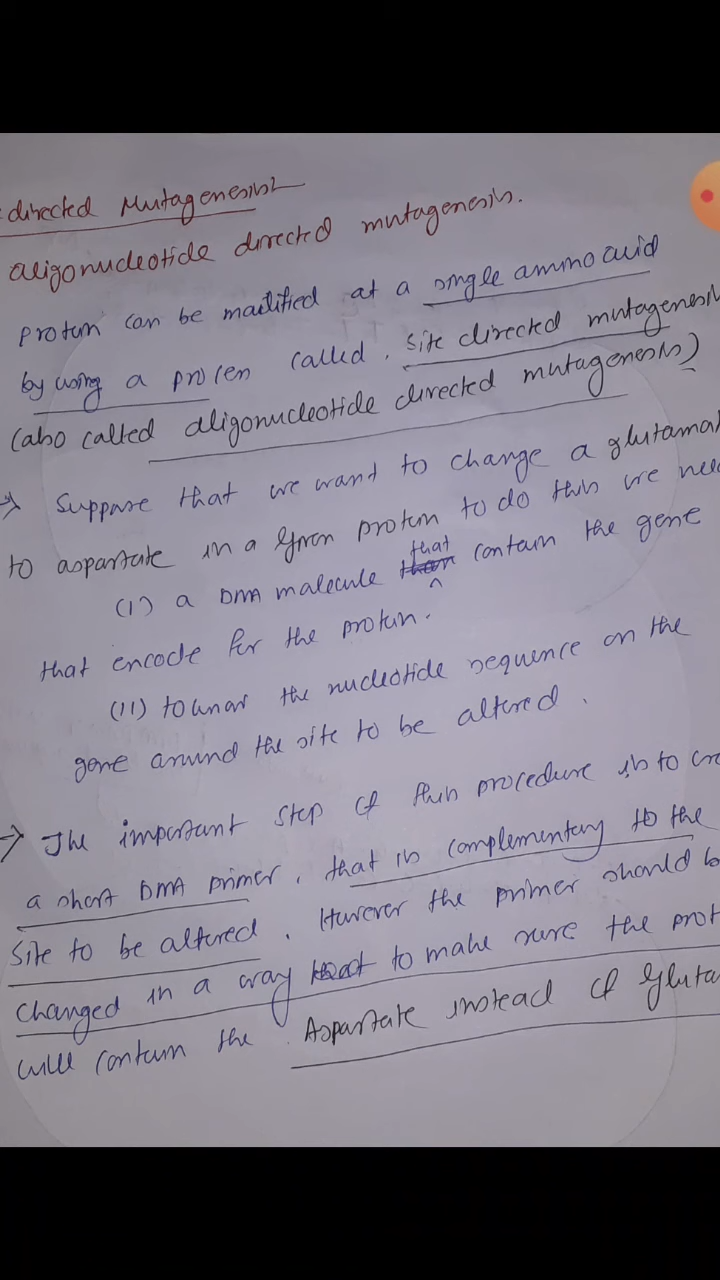 directed Mutagenesis
aligonucleotide directed mutagenesis.
protein can be modified at a single amino acid
by using a process called, site directed mutagenesis
(also called aligonucleotide directed mutagenesis)
→ Suppose that we want to change a glutamat
to aspartate in a given protein to do this we need
(i) a DNA malecule that contain the gene
that encode for the protein.
(ii) to know the nucleotide sequence on the
gene around the site to be altered.
→ The important step of this procedure is to cre
a short DNA primer, that is complementary to the
site to be altered. However the primer should b
changed in a way to make sure the prot
will contain the Aspartate instead of gluta